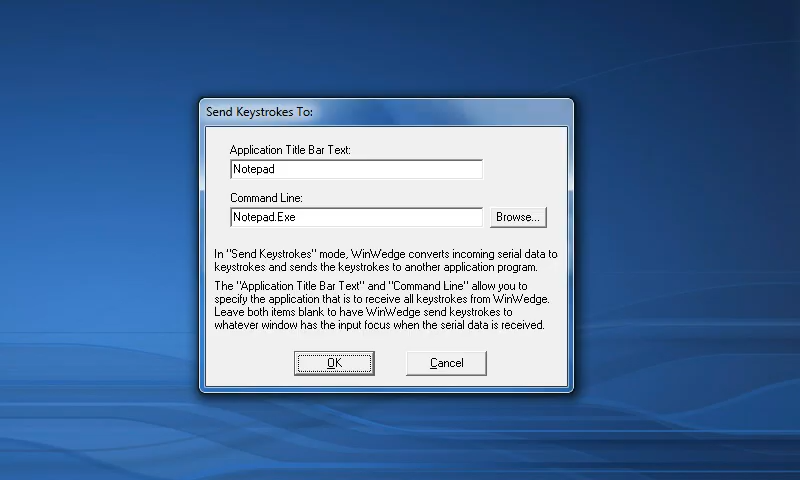 Send Keystrokes To:
Application Title Bar Text:
Notepad
Command Line:
Notepad.Exe
Browse...
In "Send Keystrokes" mode, WinWedge converts incoming serial data to
keystrokes and sends the keystrokes to another application program.
The "Application Title Bar Text" and "Command Line" allow you to
specify the application that is to receive all keystrokes from WinWedge.
Leave both items blank to have WinWedge send keystrokes to
whatever window has the input focus when the serial data is received.
OK
Cancel